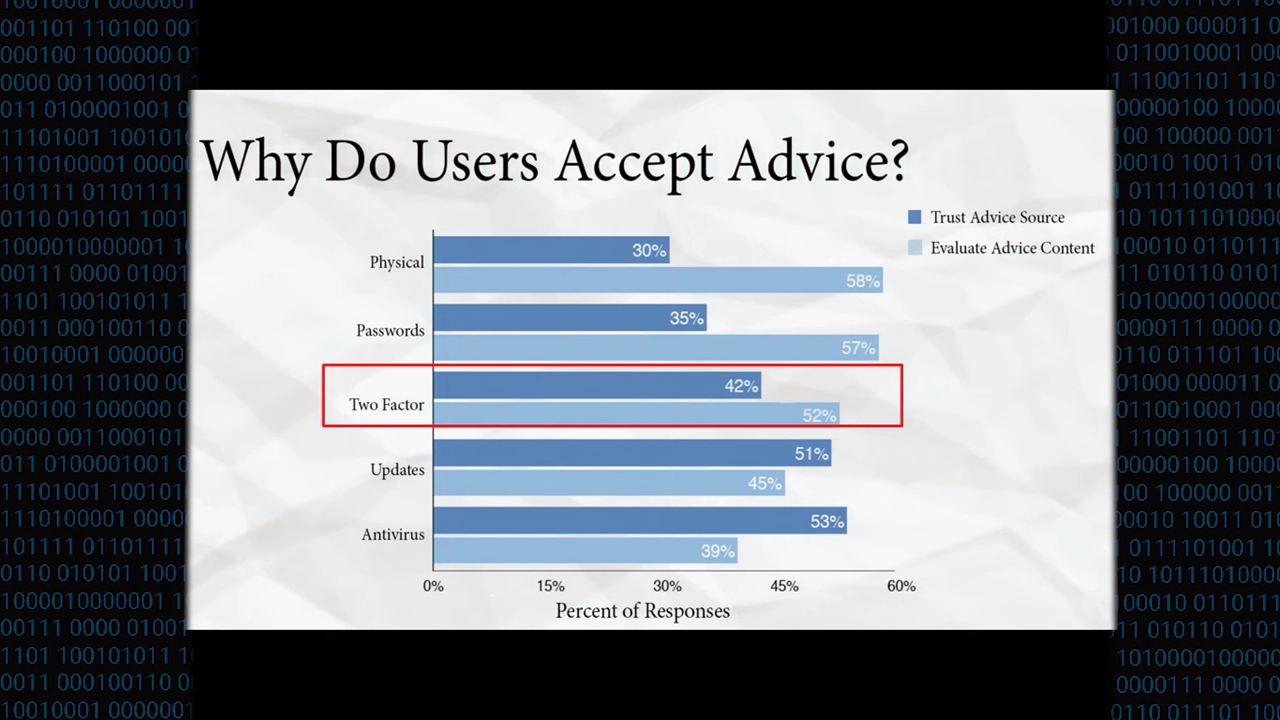 Why Do Users Accept Advice?
Trust Advice Source
Evaluate Advice Content
Physical
30%
58%
Passwords
35%
57%
Two Factor
42%
52%
Updates
51%
45%
Antivirus
53%
39%
0% 15% 30% 45% 60%
Percent of Responses